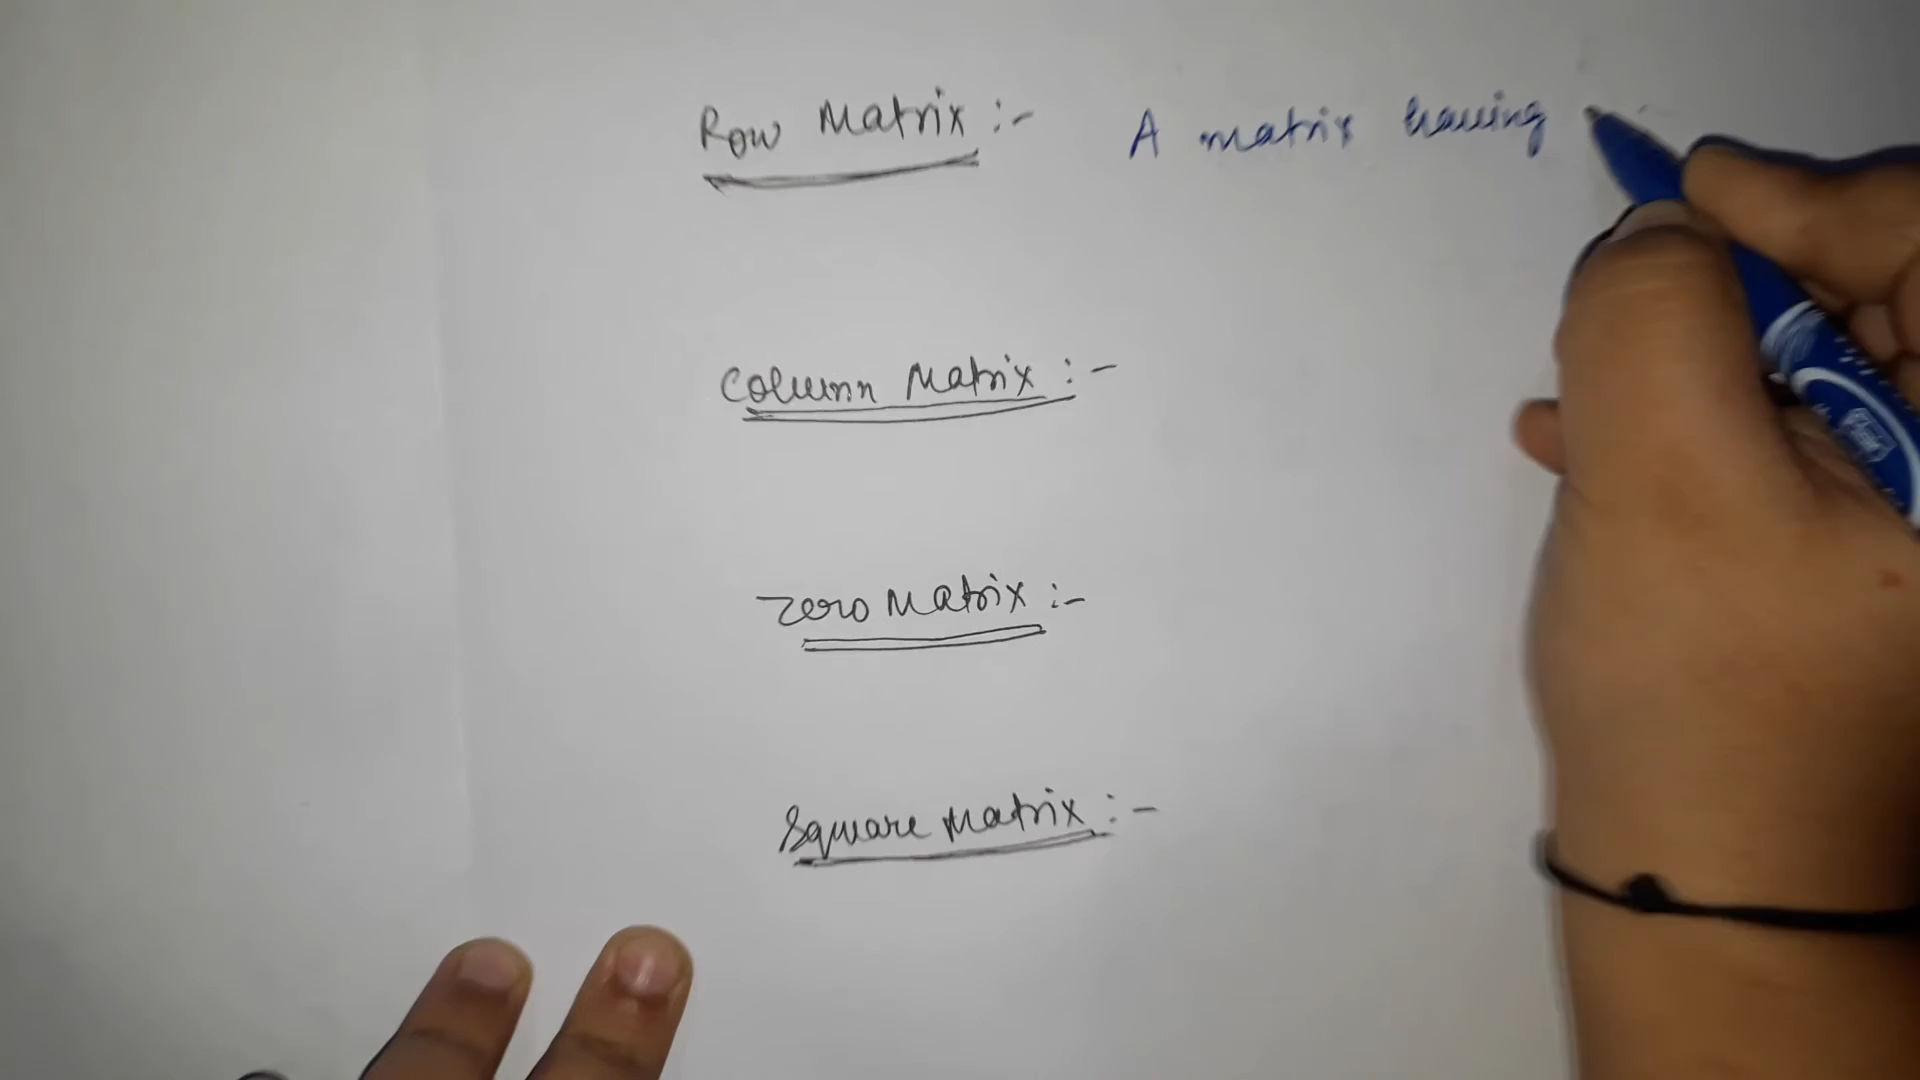 Row Matrix :- A matrix having
Column Matrix :-
Zero Matrix :-
Square Matrix :-